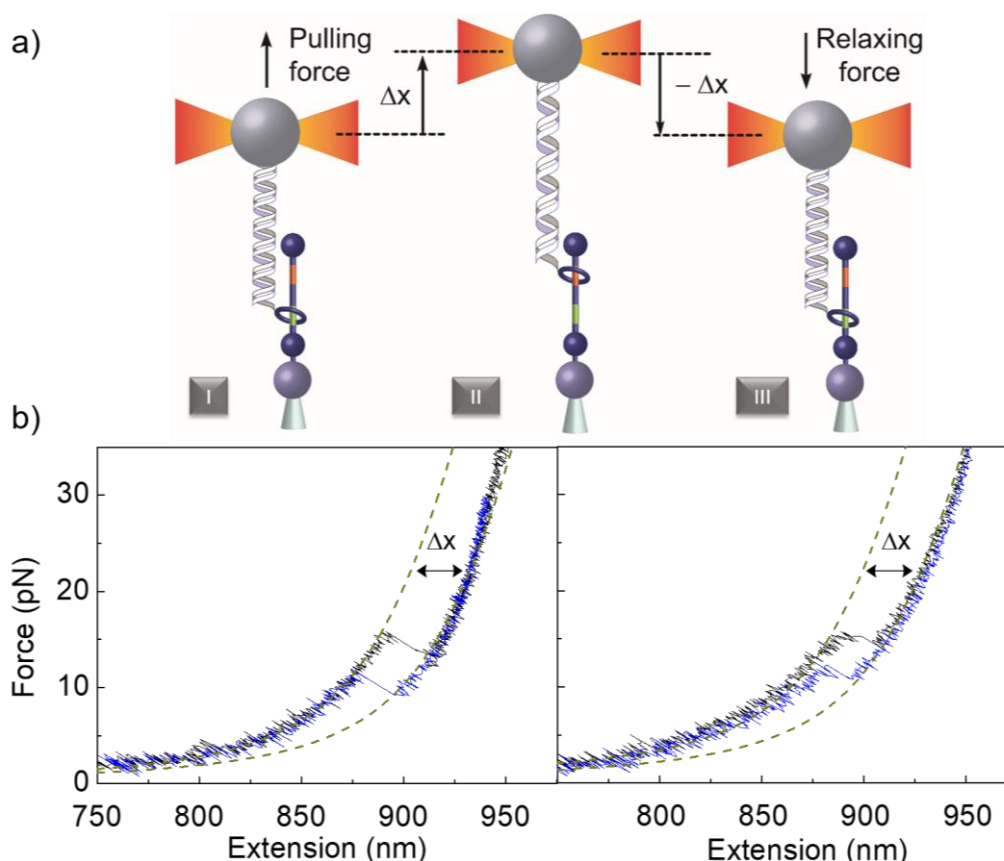 a)
Pulling
force
Δx
− Δx
Relaxing
force
I
II
III
b)
Force (pN)
30
20
10
0
Δx
Δx
750 800 850 900 950
800 850 900 950
Extension (nm)
Extension (nm)